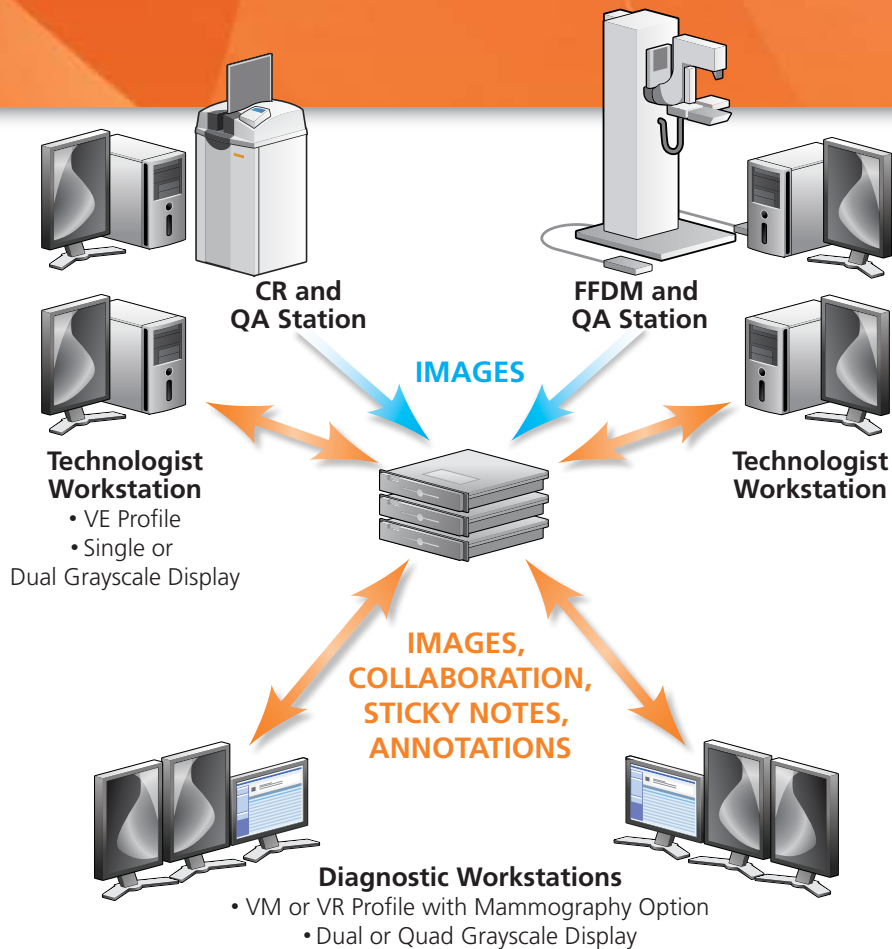 CR and
QA Station
FFDM and
QA Station
IMAGES
Technologist
Workstation
• VE Profile
• Single or
Dual Grayscale Display
Technologist
Workstation
IMAGES,
COLLABORATION,
STICKY NOTES,
ANNOTATIONS
Diagnostic Workstations
• VM or VR Profile with Mammography Option
• Dual or Quad Grayscale Display